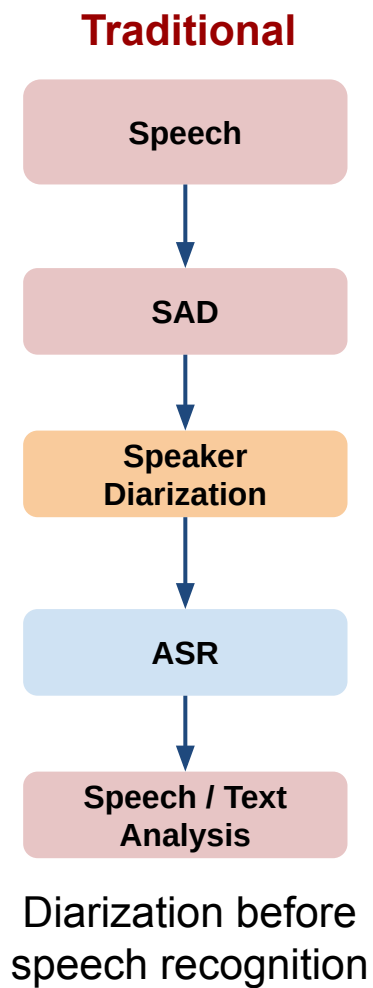 Traditional
Speech
SAD
Speaker
Diarization
ASR
Speech / Text
Analysis
Diarization before
speech recognition